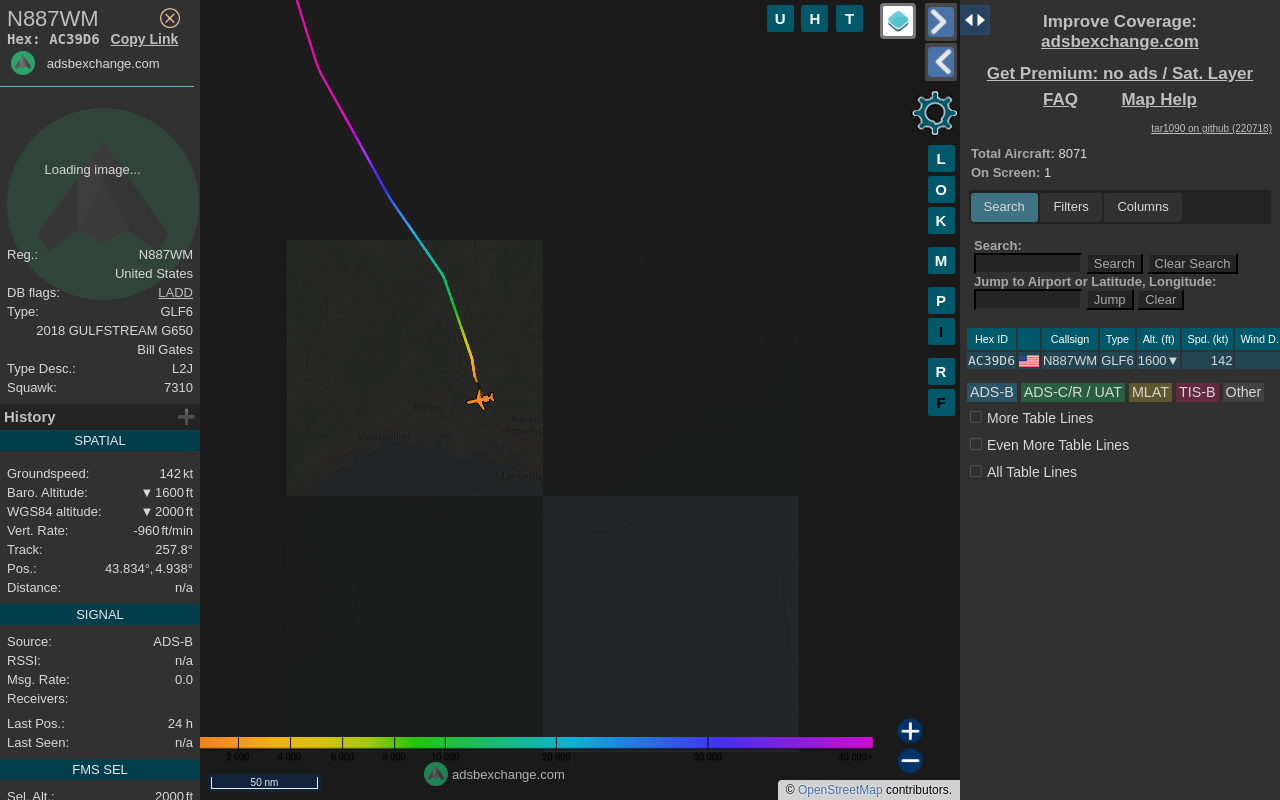 N887WM
Hex: AC39D6 Copy Link
adsbexchange.com
Loading image...
Reg.: N887WM
United States
DB flags: LADD
Type: GLF6
2018 GULFSTREAM G650
Bill Gates
Type Desc.: L2J
Squawk: 7310
History
SPATIAL
Groundspeed: 142 kt
Baro. Altitude: ▼ 1600 ft
WGS84 altitude: ▼ 2000 ft
Vert. Rate: -960 ft/min
Track: 257.8°
Pos.: 43.834°, 4.938°
Distance: n/a
SIGNAL
Source: ADS-B
RSSI: n/a
Msg. Rate: 0.0
Receivers:
Last Pos.: 24 h
Last Seen: n/a
FMS SEL
Sel. Alt.: 2000 ft
U H T
L
O
K
M
P
I
R
F
Nîmes
Aix-en-
Provence
Montpellier
Marseille
2 000 4 000 6 000 8 000 10 000 20 000 30 000 40 000+
50 nm
adsbexchange.com
© OpenStreetMap contributors.
Improve Coverage:
adsbexchange.com
Get Premium: no ads / Sat. Layer
FAQ Map Help
tar1090 on github (220718)
Total Aircraft: 8071
On Screen: 1
Search Filters Columns
Search:
Search Clear Search
Jump to Airport or Latitude, Longitude:
Jump Clear
Hex ID Callsign Type Alt. (ft) Spd. (kt) Wind D.
AC39D6 N887WM GLF6 1600▼ 142
ADS-B ADS-C/R / UAT MLAT TIS-B Other
More Table Lines
Even More Table Lines
All Table Lines